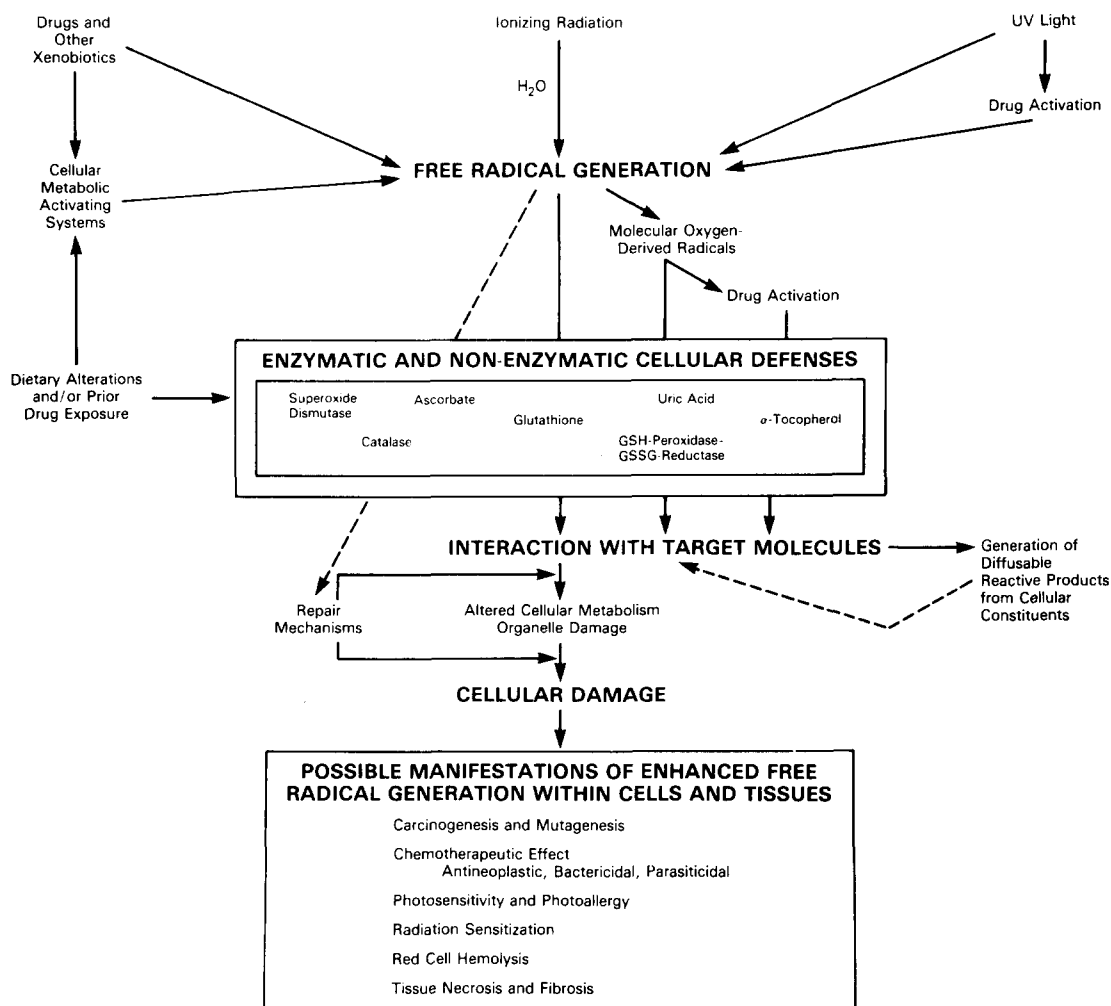 Drugs and
Other
Xenobiotics
Ionizing Radiation
UV Light
H₂O
Drug Activation
Cellular
Metabolic
Activating
Systems
FREE RADICAL GENERATION
Molecular Oxygen-
Derived Radicals
Drug Activation
Dietary Alterations
and/or Prior
Drug Exposure
ENZYMATIC AND NON-ENZYMATIC CELLULAR DEFENSES
Superoxide
Dismutase
Ascorbate
Uric Acid
Glutathione
α-Tocopherol
Catalase
GSH-Peroxidase-
GSSG-Reductase
INTERACTION WITH TARGET MOLECULES
Generation of
Diffusable
Reactive Products
from Cellular
Constituents
Repair
Mechanisms
Altered Cellular Metabolism
Organelle Damage
CELLULAR DAMAGE
POSSIBLE MANIFESTATIONS OF ENHANCED FREE
RADICAL GENERATION WITHIN CELLS AND TISSUES
Carcinogenesis and Mutagenesis
Chemotherapeutic Effect
Antineoplastic, Bactericidal, Parasiticidal
Photosensitivity and Photoallergy
Radiation Sensitization
Red Cell Hemolysis
Tissue Necrosis and Fibrosis